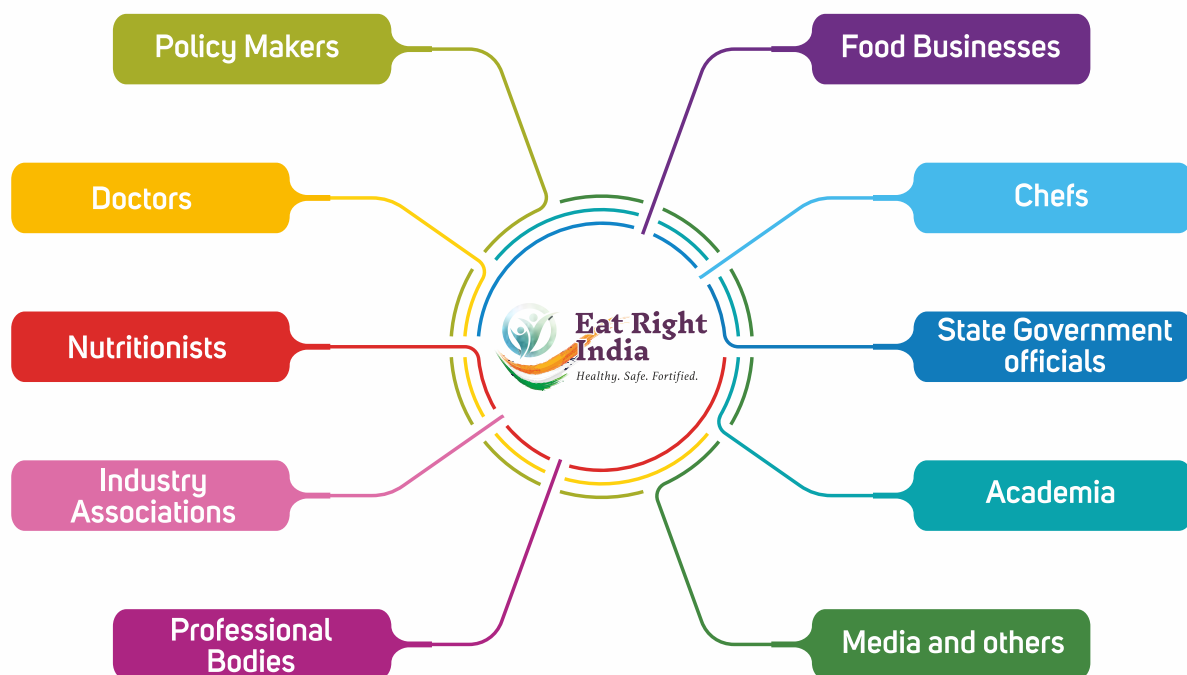 Policy Makers
Food Businesses
Doctors
Chefs
Nutritionists
Eat Right
India
Healthy. Safe. Fortified.
State Government
officials
Industry
Associations
Academia
Professional
Bodies
Media and others